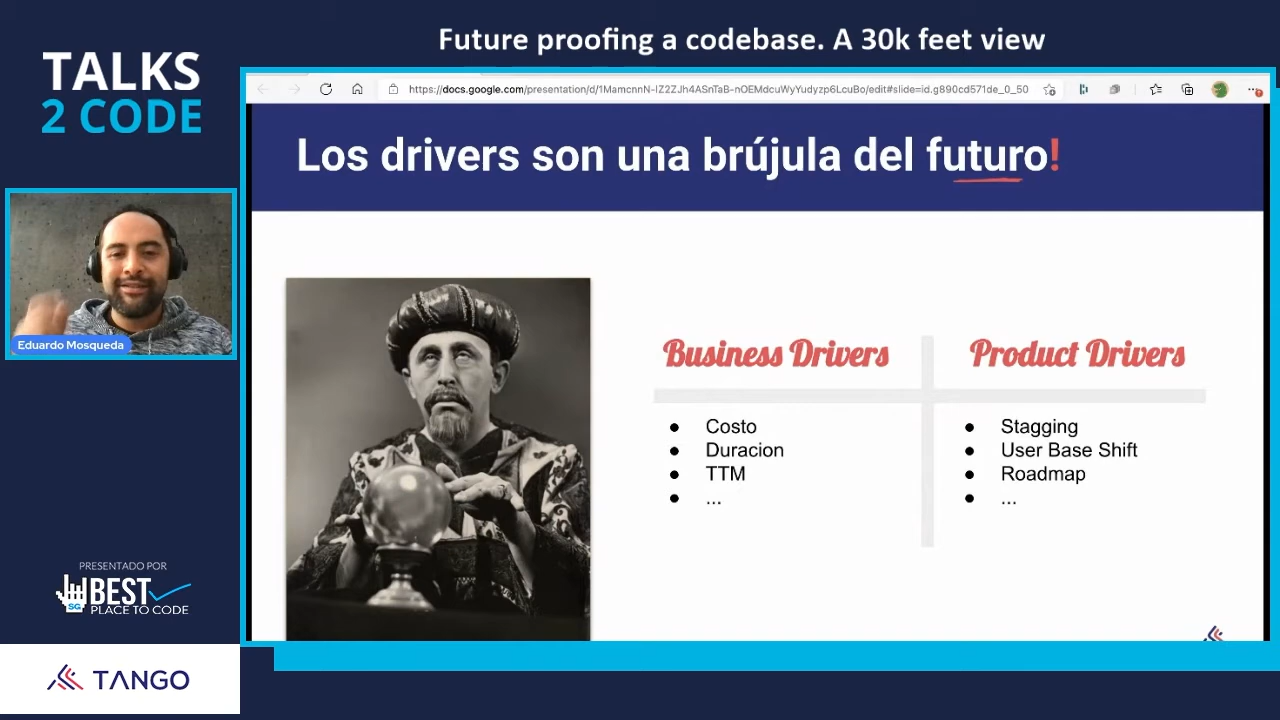 Future proofing a codebase. A 30k feet view
TALKS
2 CODE
https://docs.google.com/presentation/d/1MamcnnN-IZ2ZJh4ASnTaB-nOEMdcuWyYudyzp6LcuBo/edit#slide=id.g890cd571de_0_50
Los drivers son una brújula del futuro!
Eduardo Mosqueda
Business Drivers
Costo
Duracion
TTM
...
Product Drivers
Stagging
User Base Shift
Roadmap
...
PRESENTADO POR
SG
BEST
PLACE TO CODE
TANGO